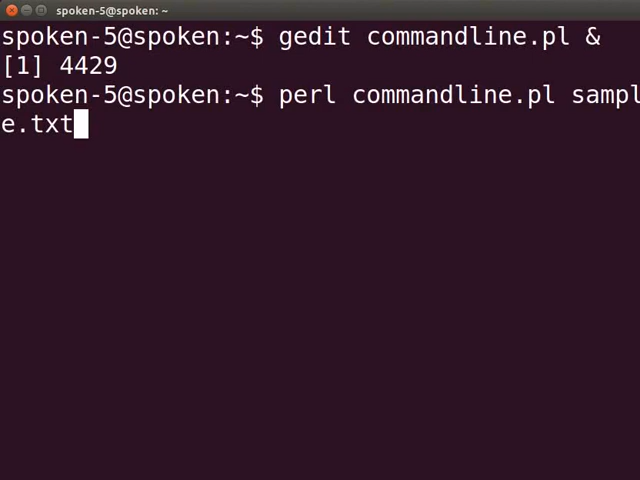 spoken-5@spoken: ~
spoken-5@spoken:~$ gedit commandline.pl &
[1] 4429
spoken-5@spoken:~$ perl commandline.pl sampl
e.txt